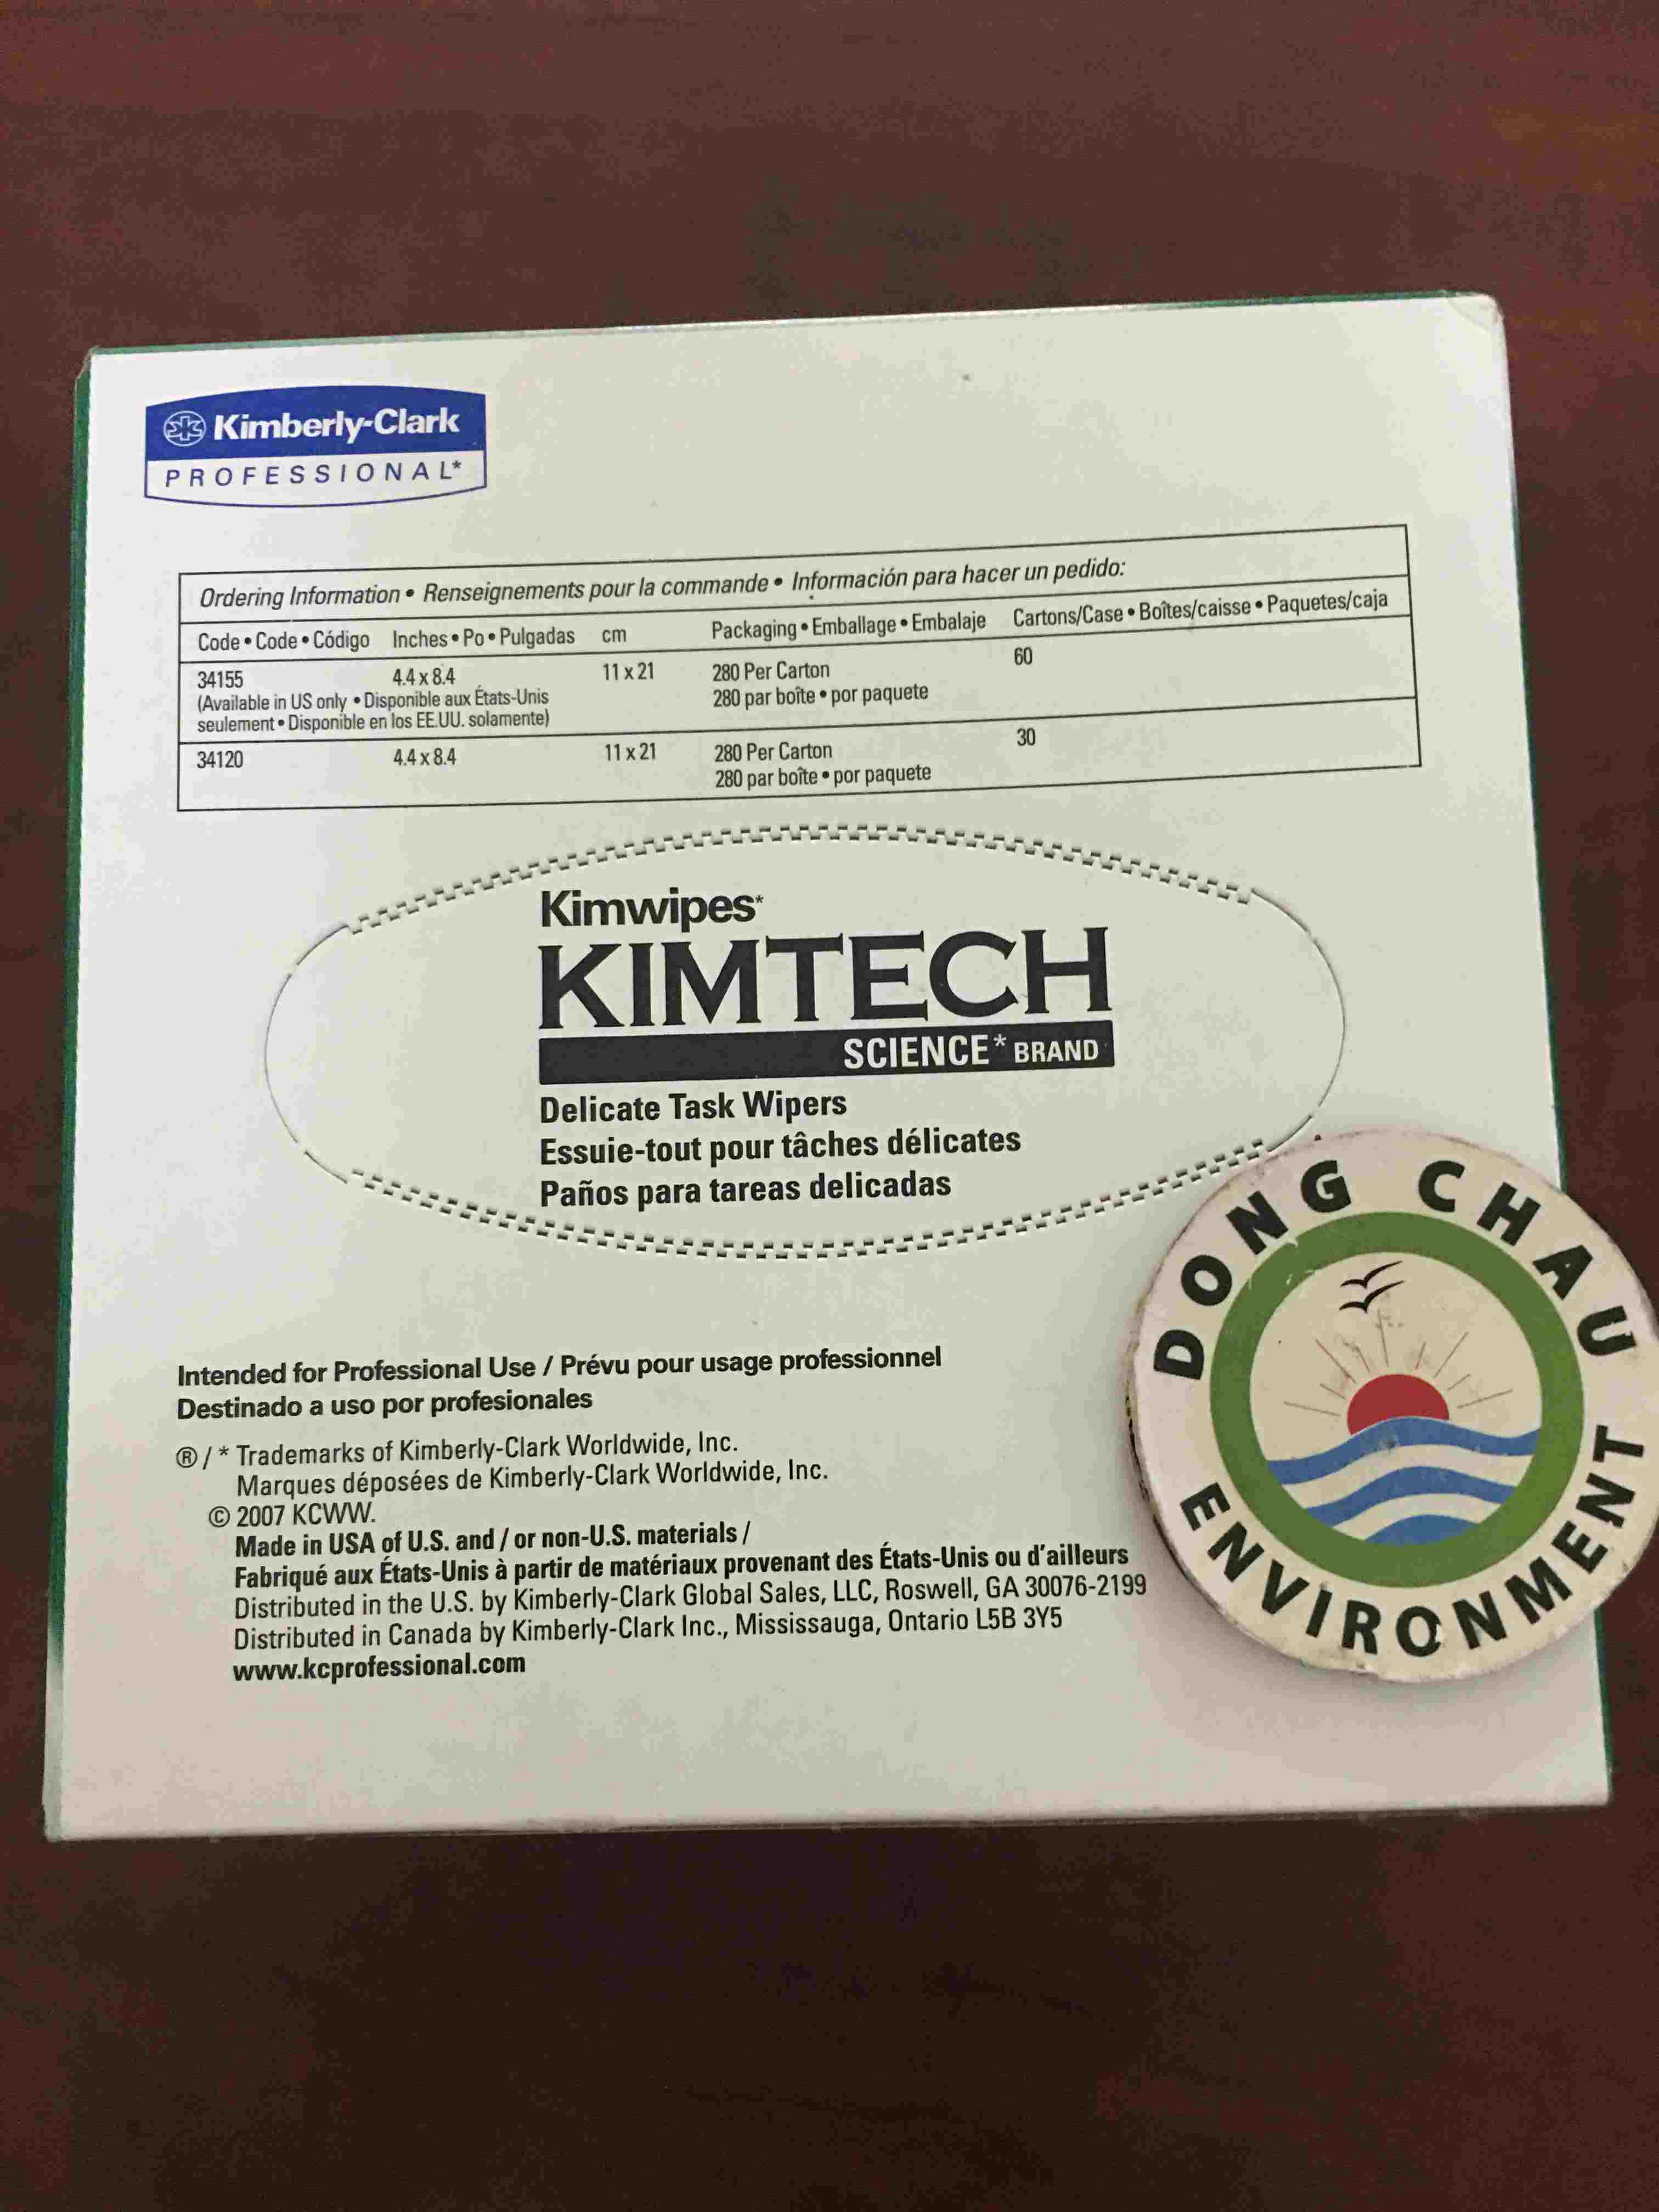 Kimberly-Clark
PROFESSIONAL*
Ordering Information • Renseignements pour la commande • Información para hacer un pedido:
Code • Code • Código Inches • Po • Pulgadas cm Packaging • Emballage • Embalaje Cartons/Case • Boîtes/caisse • Paquetes/caja
34155 4.4 x 8.4 11 x 21 280 Per Carton 60
(Available in US only • Disponible aux États-Unis 280 par boîte • por paquete
seulement • Disponible en los EE.UU. solamente)
34120 4.4 x 8.4 11 x 21 280 Per Carton 30
280 par boîte • por paquete
Kimwipes*
KIMTECH
SCIENCE* BRAND
Delicate Task Wipers
Essuie-tout pour tâches délicates
Paños para tareas delicadas
Intended for Professional Use / Prévu pour usage professionnel
Destinado a uso por profesionales
® / * Trademarks of Kimberly-Clark Worldwide, Inc.
Marques déposées de Kimberly-Clark Worldwide, Inc.
© 2007 KCWW.
Made in USA of U.S. and / or non-U.S. materials /
Fabriqué aux États-Unis à partir de matériaux provenant des États-Unis ou d'ailleurs
Distributed in the U.S. by Kimberly-Clark Global Sales, LLC, Roswell, GA 30076-2199
Distributed in Canada by Kimberly-Clark Inc., Mississauga, Ontario L5B 3Y5
www.kcprofessional.com
DONG CHAU
ENVIRONMENT